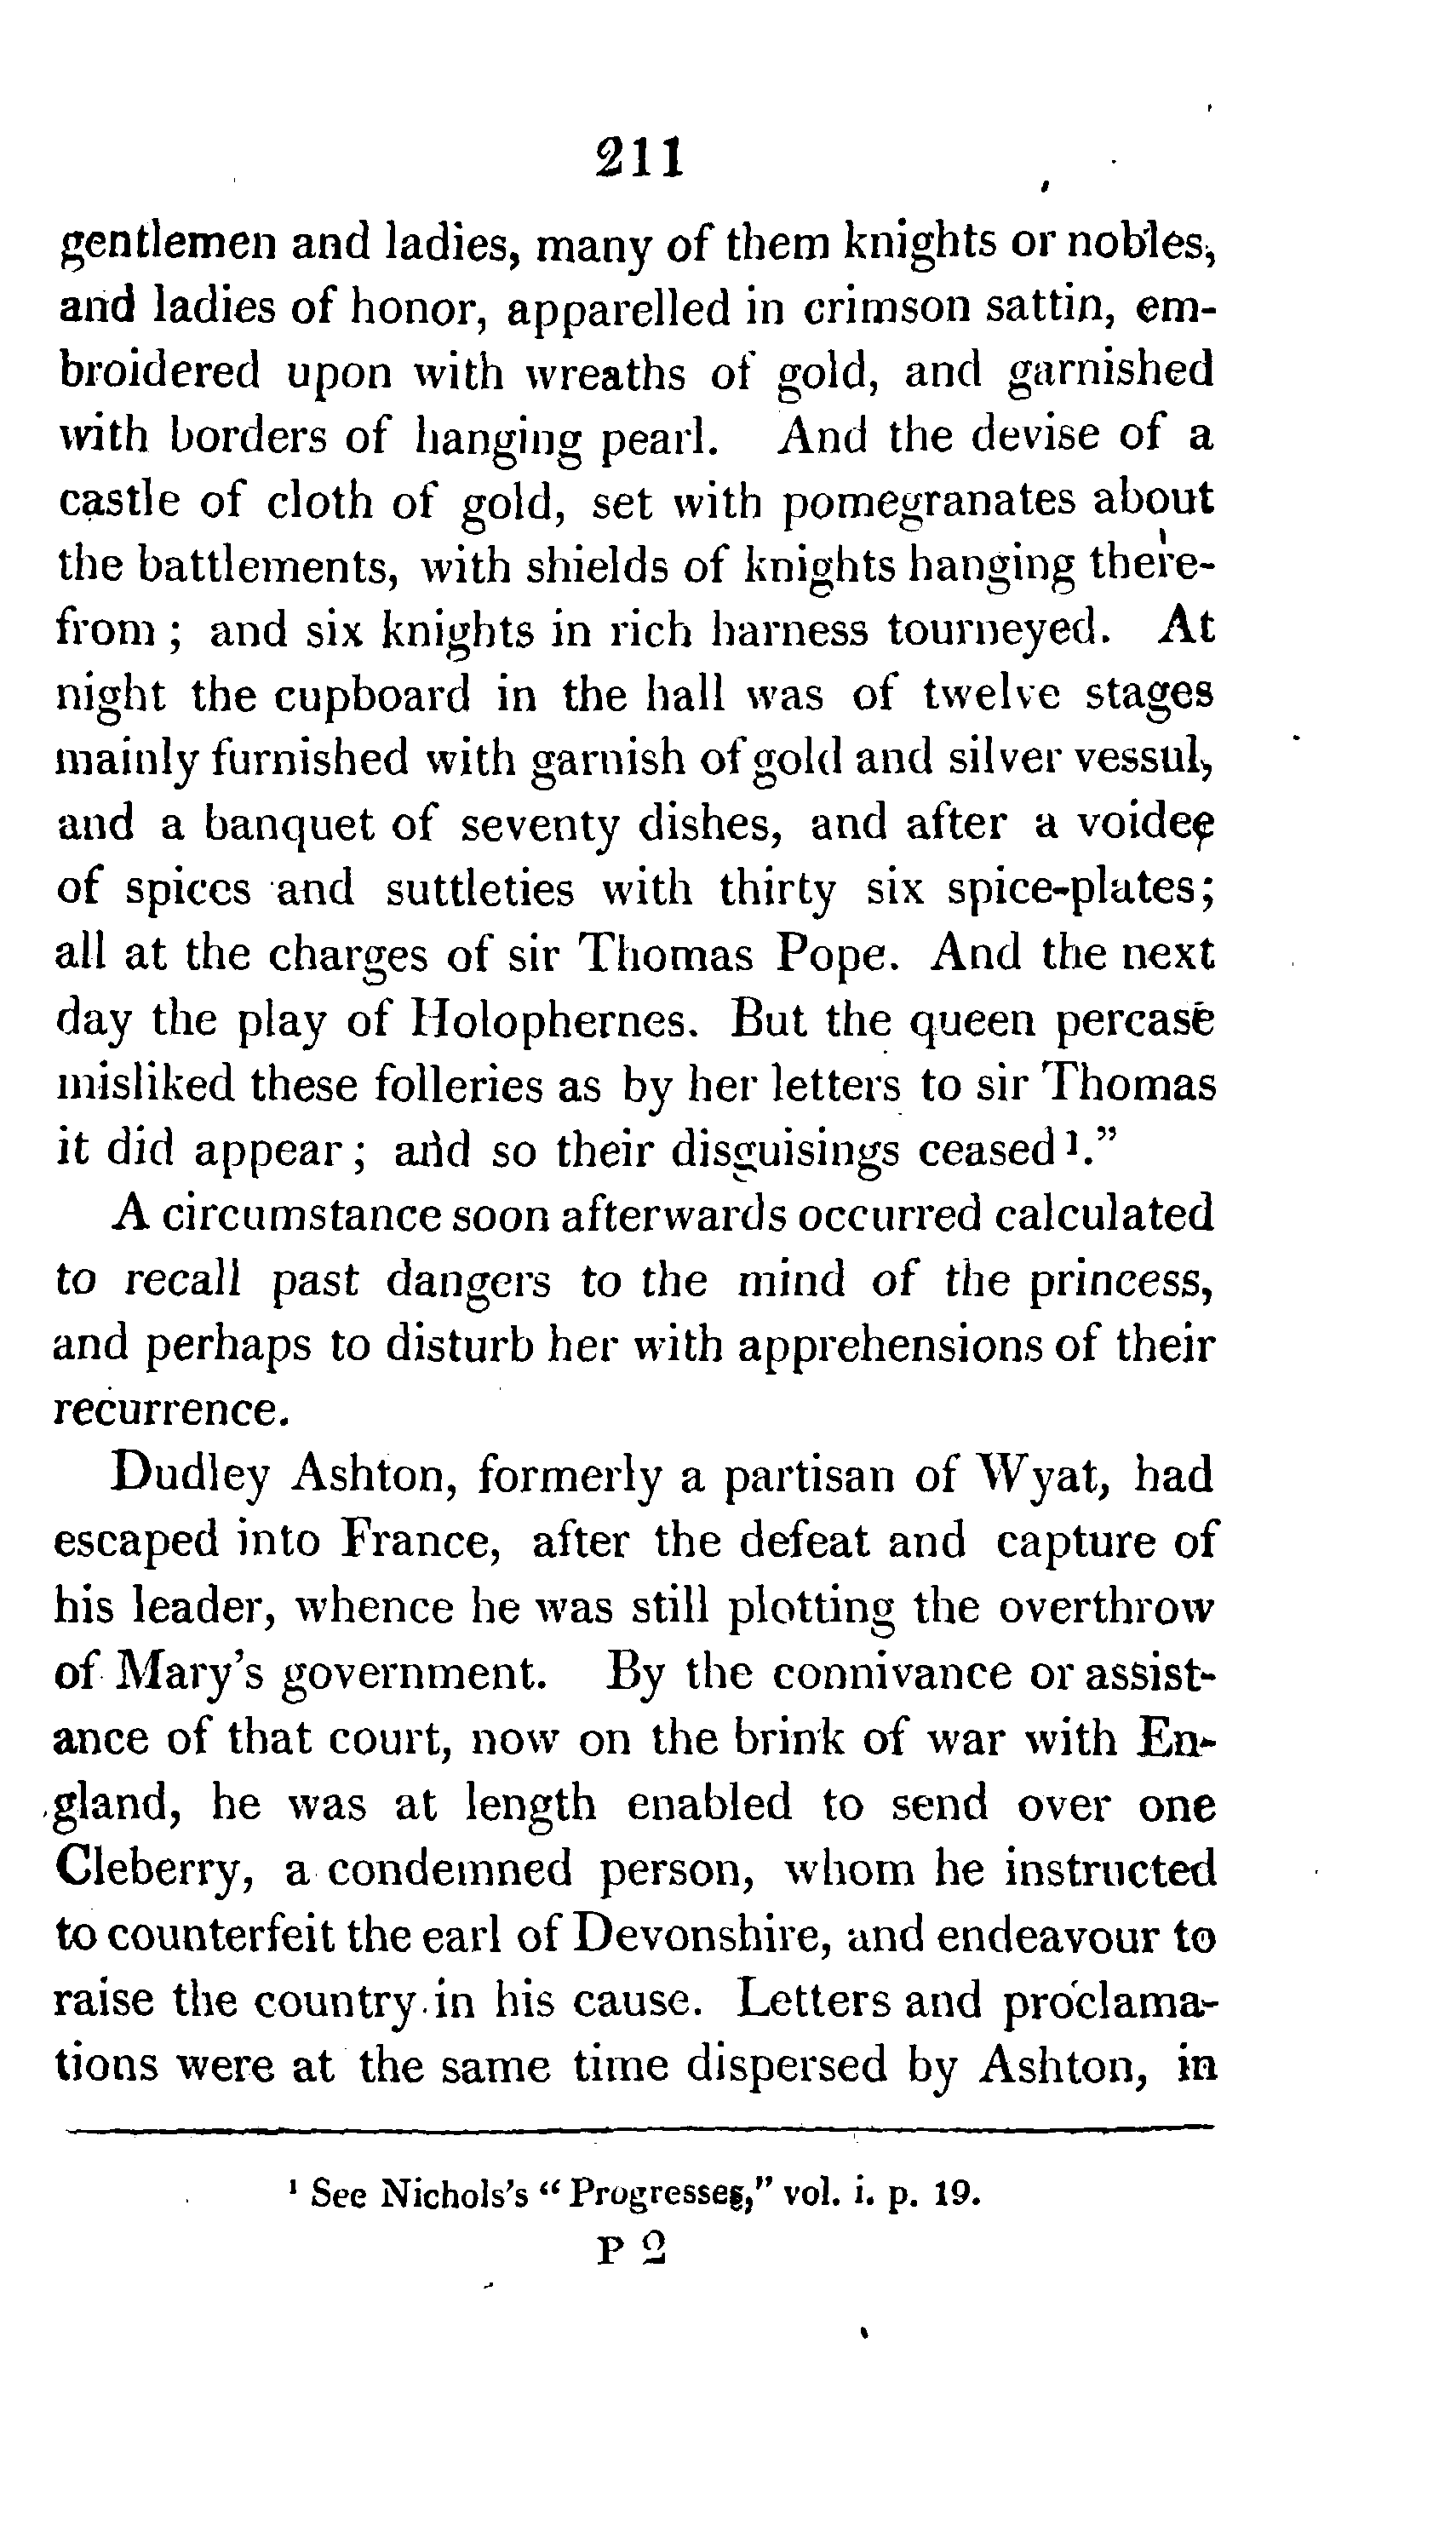 211
gentlemen and ladies, many of them knights or nobles,
and ladies of honor, apparelled in crimson sattin, em-
broidered upon with wreaths of gold, and garnished
with borders of hanging pearl. And the devise of a
castle of cloth of gold, set with pomegranates about
the battlements, with shields of knights hanging there-
from; and six knights in rich harness tourneyed. At
night the cupboard in the hall was of twelve stages
mainly furnished with garnish of gold and silver vessul,
and a banquet of seventy dishes, and after a voidee
of spices and suttleties with thirty six spice-plates;
all at the charges of sir Thomas Pope. And the next
day the play of Holophernes. But the queen percase
misliked these folleries as by her letters to sir Thomas
it did appear; and so their disguisings ceased ¹."
A circumstance soon afterwards occurred calculated
to recall past dangers to the mind of the princess,
and perhaps to disturb her with apprehensions of their
recurrence.
Dudley Ashton, formerly a partisan of Wyat, had
escaped into France, after the defeat and capture of
his leader, whence he was still plotting the overthrow
of Mary's government. By the connivance or assist-
ance of that court, now on the brink of war with En-
gland, he was at length enabled to send over one
Cleberry, a condemned person, whom he instructed
to counterfeit the earl of Devonshire, and endeavour to
raise the country in his cause. Letters and proclama-
tions were at the same time dispersed by Ashton, in
¹ See Nichols's "Progresses," vol. i. p. 19.
P 2